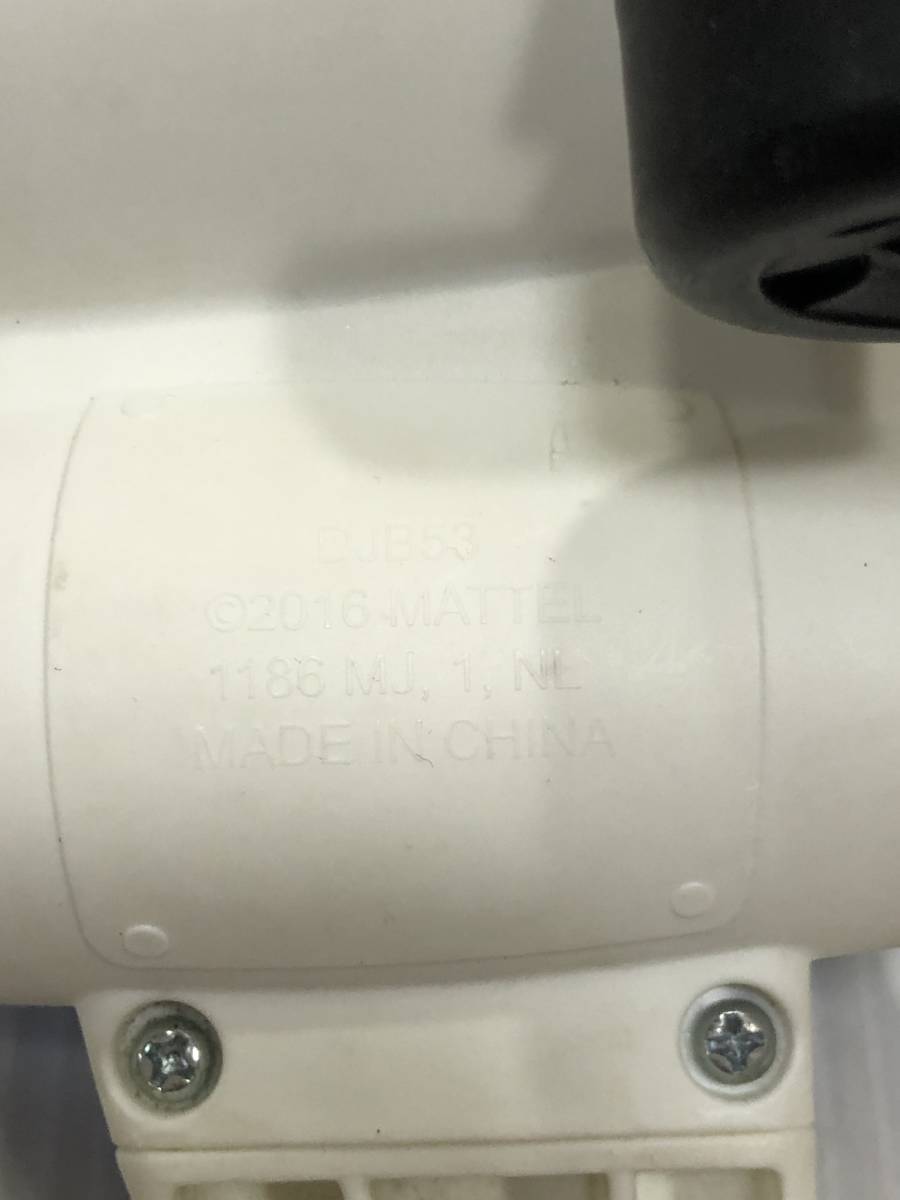 A
DJB53
©2016 MATTEL
1186 MJ, 1, NL
MADE IN CHINA